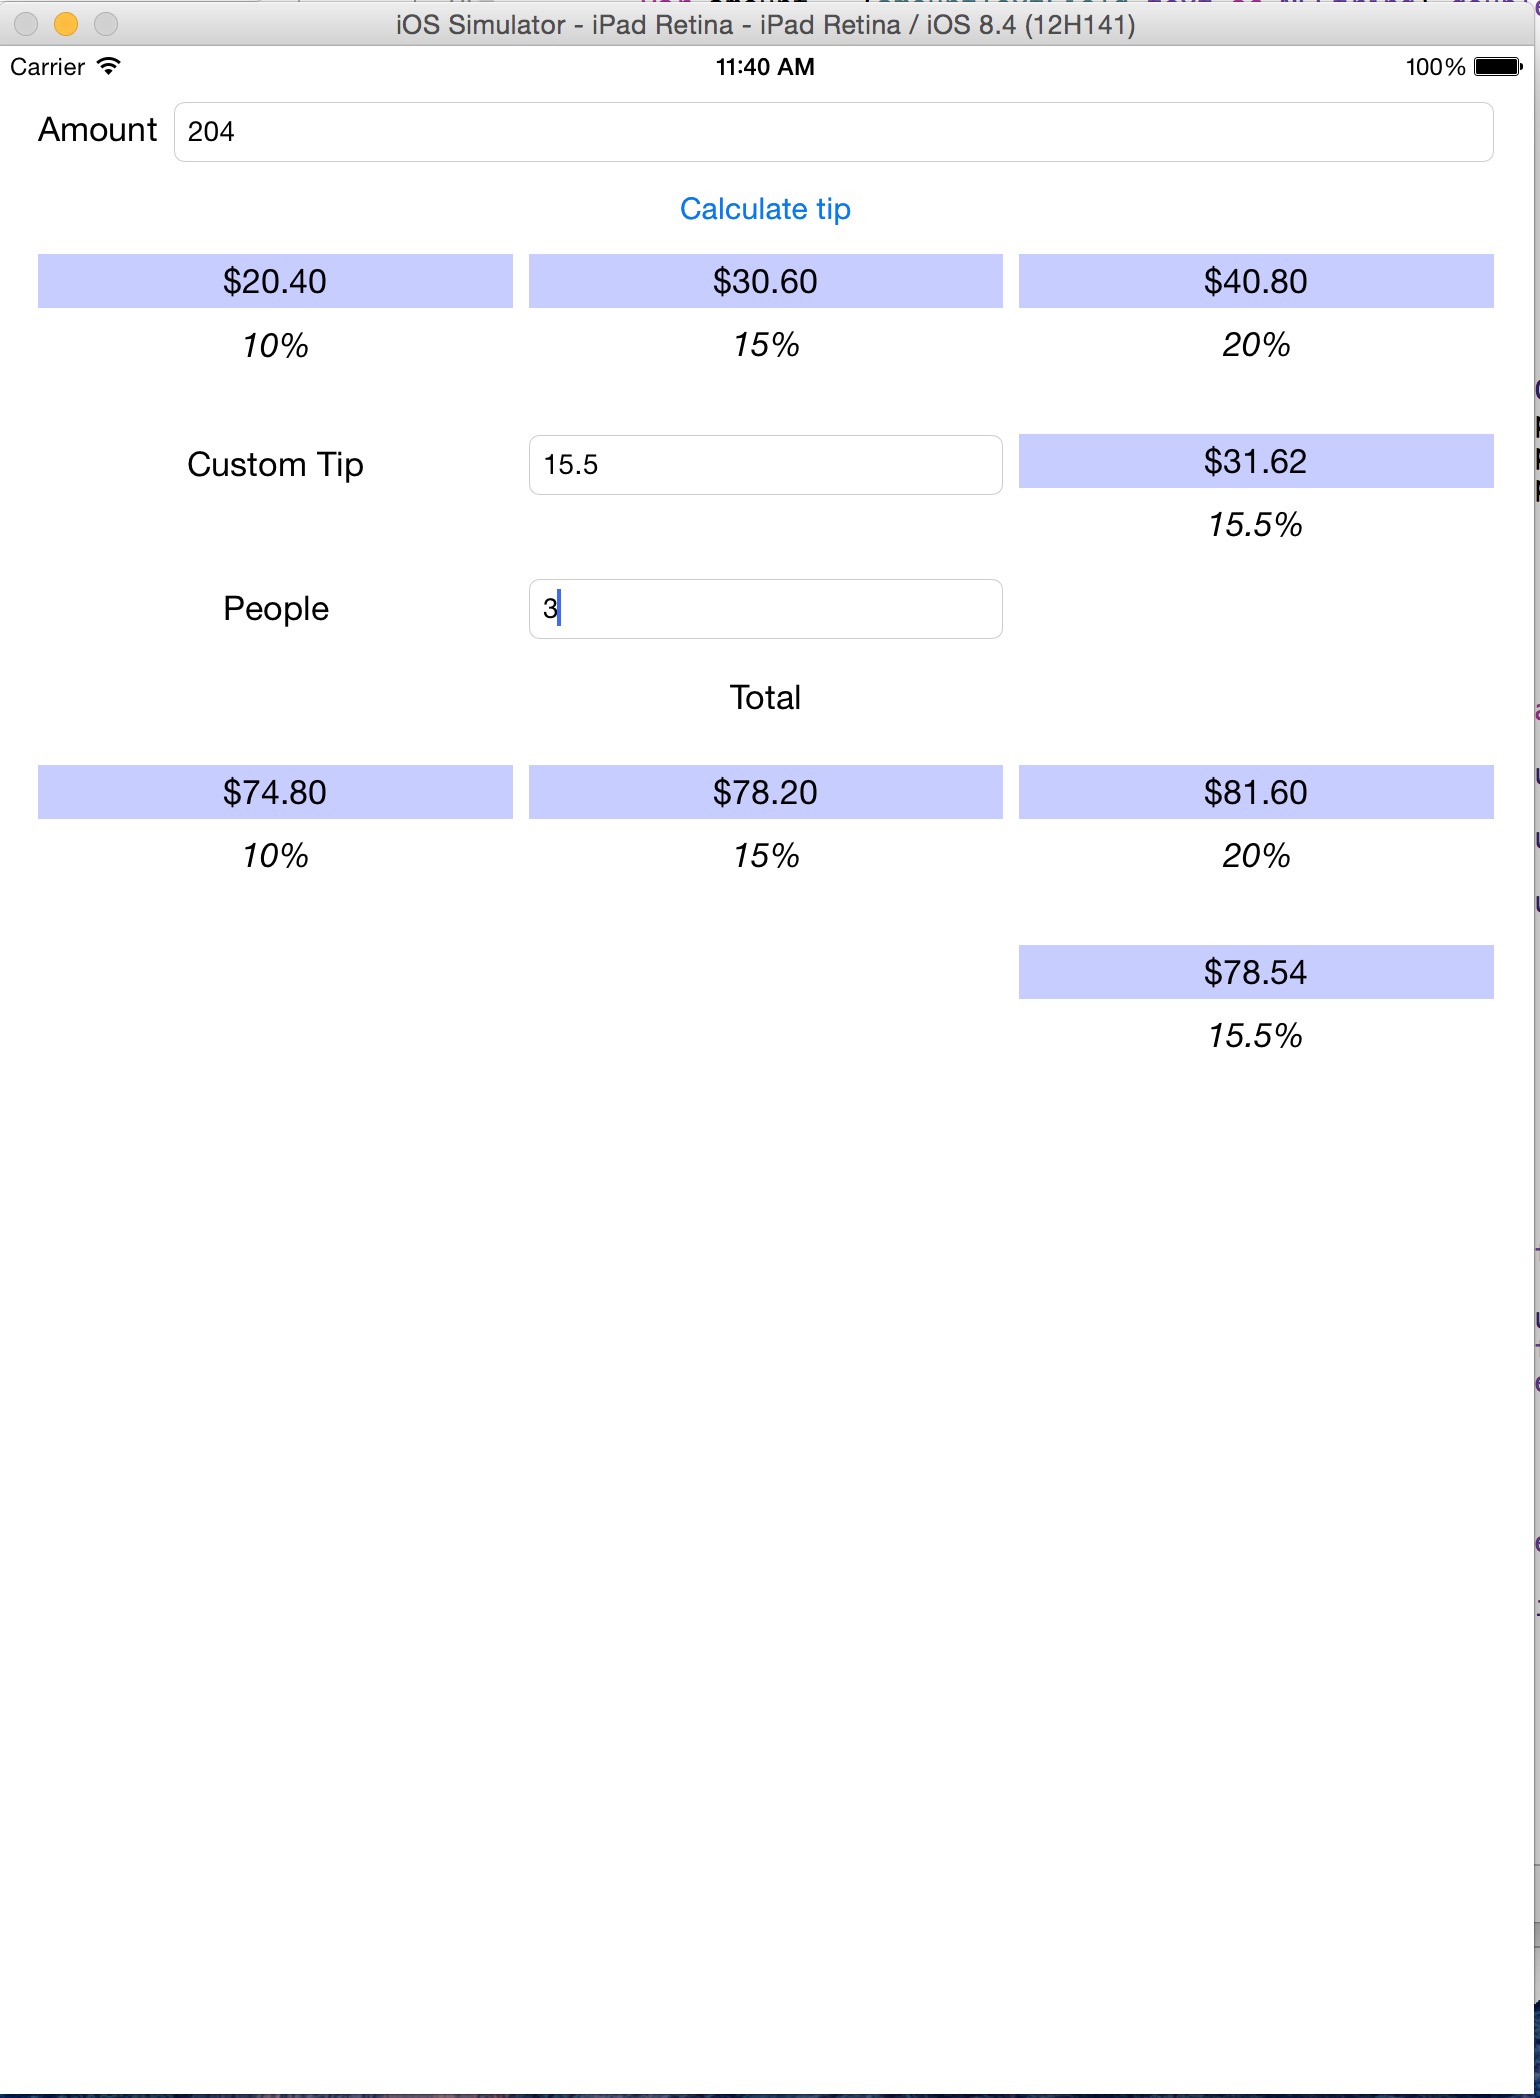 iOS Simulator - iPad Retina - iPad Retina / iOS 8.4 (12H141)
Carrier 11:40 AM 100%
Amount 204
Calculate tip
$20.40 $30.60 $40.80
10% 15% 20%
Custom Tip 15.5 $31.62
15.5%
People 3
Total
$74.80 $78.20 $81.60
10% 15% 20%
$78.54
15.5%